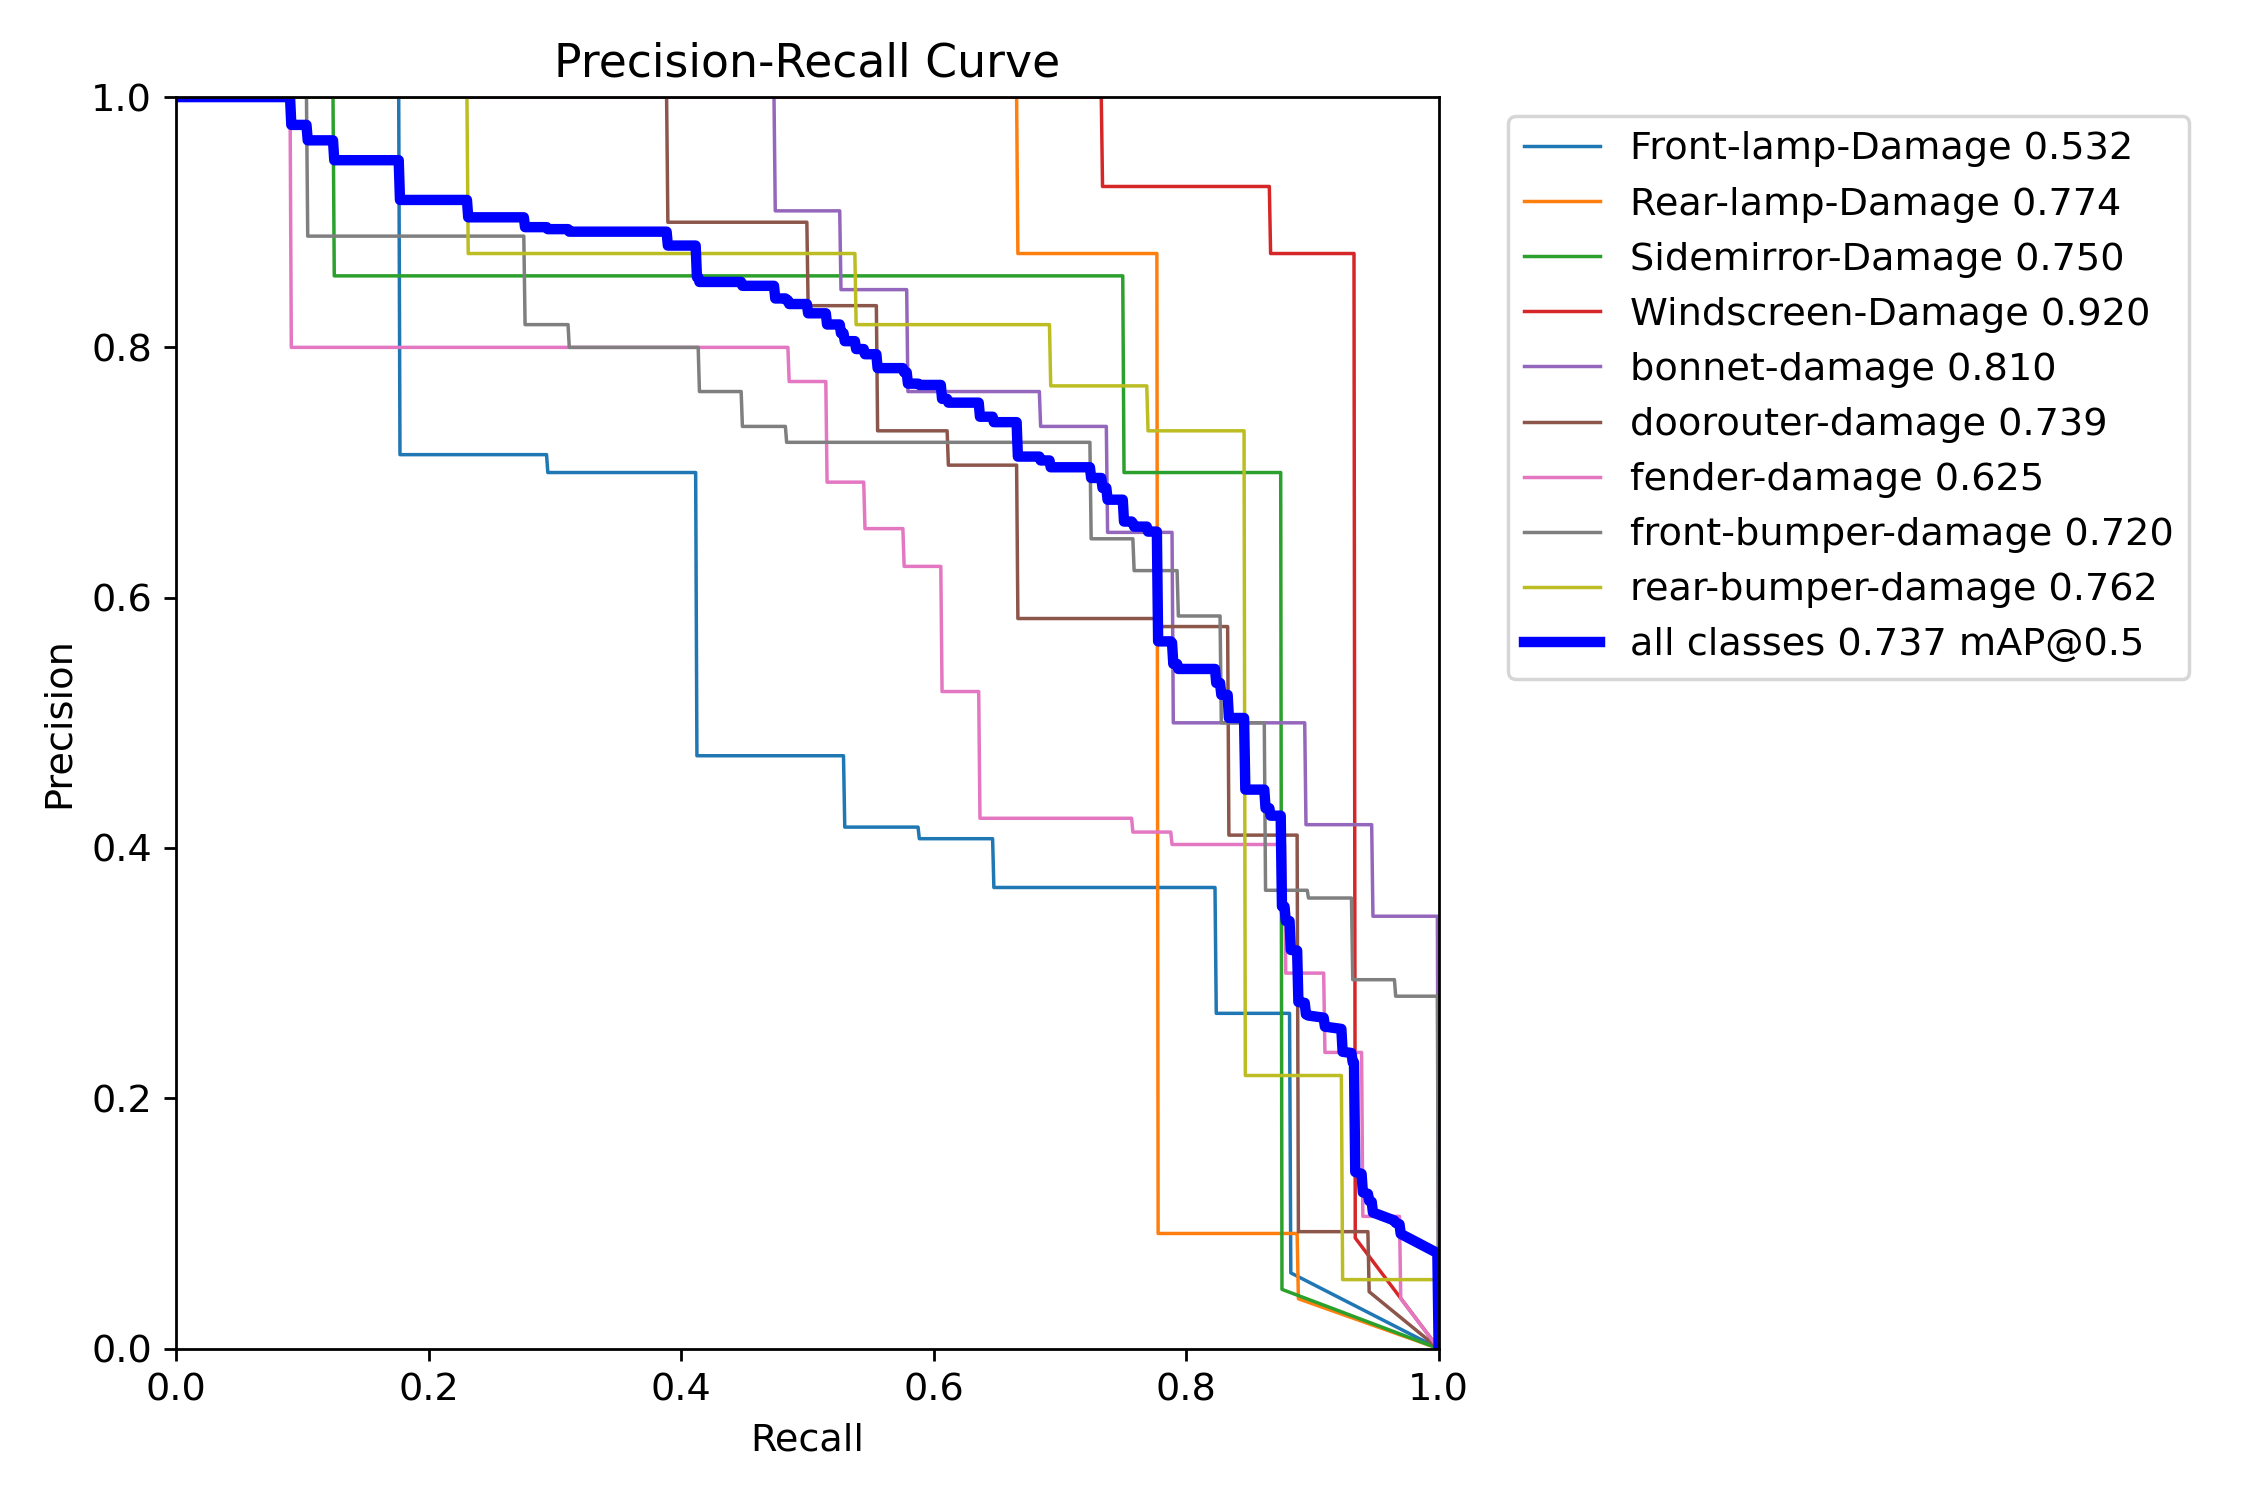 Precision-Recall Curve
1.0
0.8
0.6
0.4
0.2
0.0
Precision
0.0 0.2 0.4 0.6 0.8 1.0
Recall
Front-lamp-Damage 0.532
Rear-lamp-Damage 0.774
Sidemirror-Damage 0.750
Windscreen-Damage 0.920
bonnet-damage 0.810
doorouter-damage 0.739
fender-damage 0.625
front-bumper-damage 0.720
rear-bumper-damage 0.762
all classes 0.737 mAP@0.5